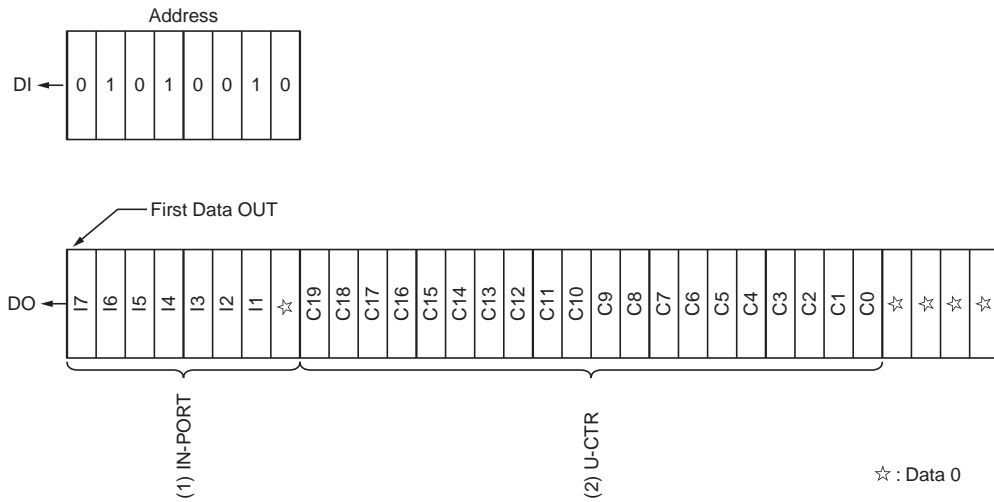 Address
DI 0 1 0 1 0 0 1 0
First Data OUT
DO I7 I6 I5 I4 I3 I2 I1 ☆ C19 C18 C17 C16 C15 C14 C13 C12 C11 C10 C9 C8 C7 C6 C5 C4 C3 C2 C1 C0 ☆ ☆ ☆ ☆
(1) IN-PORT
(2) U-CTR
☆ : Data 0